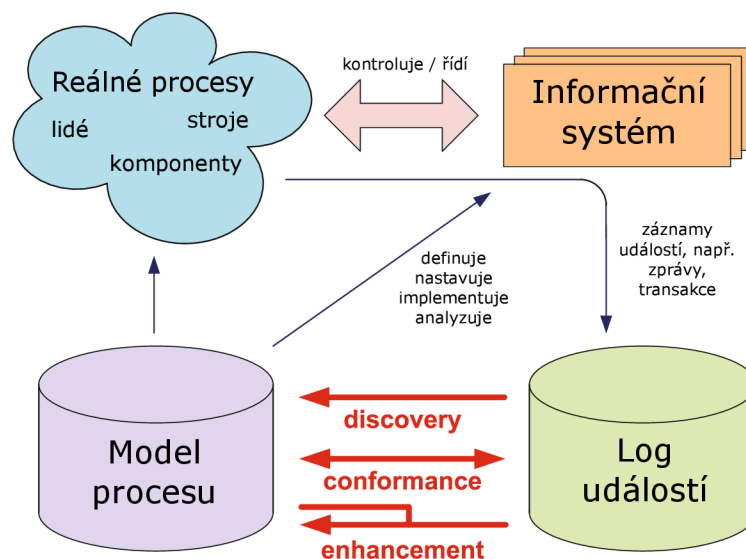 Reálné procesy
lidé
stroje
komponenty
kontroluje / řídí
Informační
systém
definuje
nastavuje
implementuje
analyzuje
záznamy
událostí, např.
zprávy,
transakce
Model
procesu
discovery
conformance
enhancement
Log
událostí